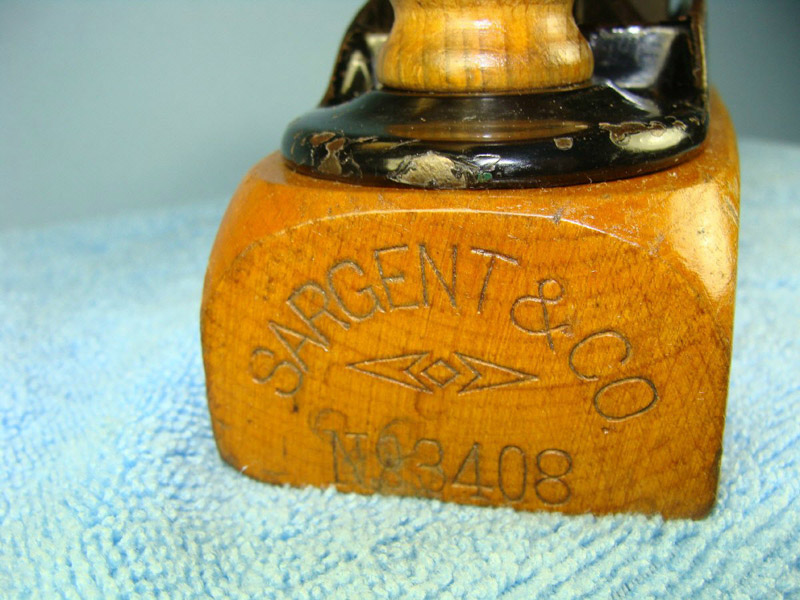 SARGENT & CO
No 3408